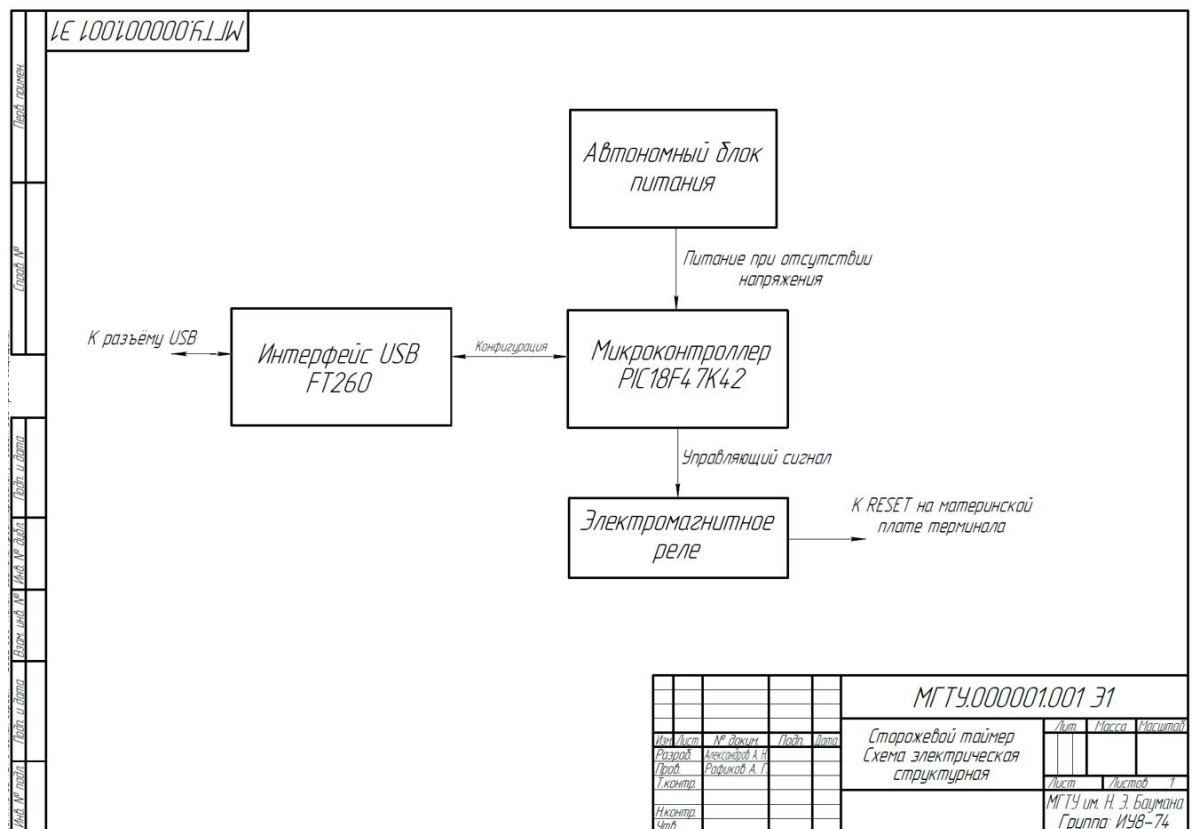 МГТУ.000001.001 Э1
Перв. примен.
Справ. №
Подп. и дата
Инв. № дубл.
Взам. инв. №
Подп. и дата
Инв. № подл.
Автономный блок
питания
Питание при отсутствии
напряжения
К разъёму USB
Интерфейс USB
FT260
Конфигурация
Микроконтроллер
PIC18F47K42
Управляющий сигнал
Электромагнитное
реле
К RESET на материнской
плате терминала
МГТУ.000001.001 Э1
Изм. Лист № докум. Подп. Дата
Разраб. Александров А. Н.
Пров. Рафиков А. Г.
Т.контр.
Н.контр.
Утв.
Сторожевой таймер
Схема электрическая
структурная
Лит. Масса Масштаб
Лист Листов 1
МГТУ им. Н. Э. Баумана
Группа: ИУ8-74